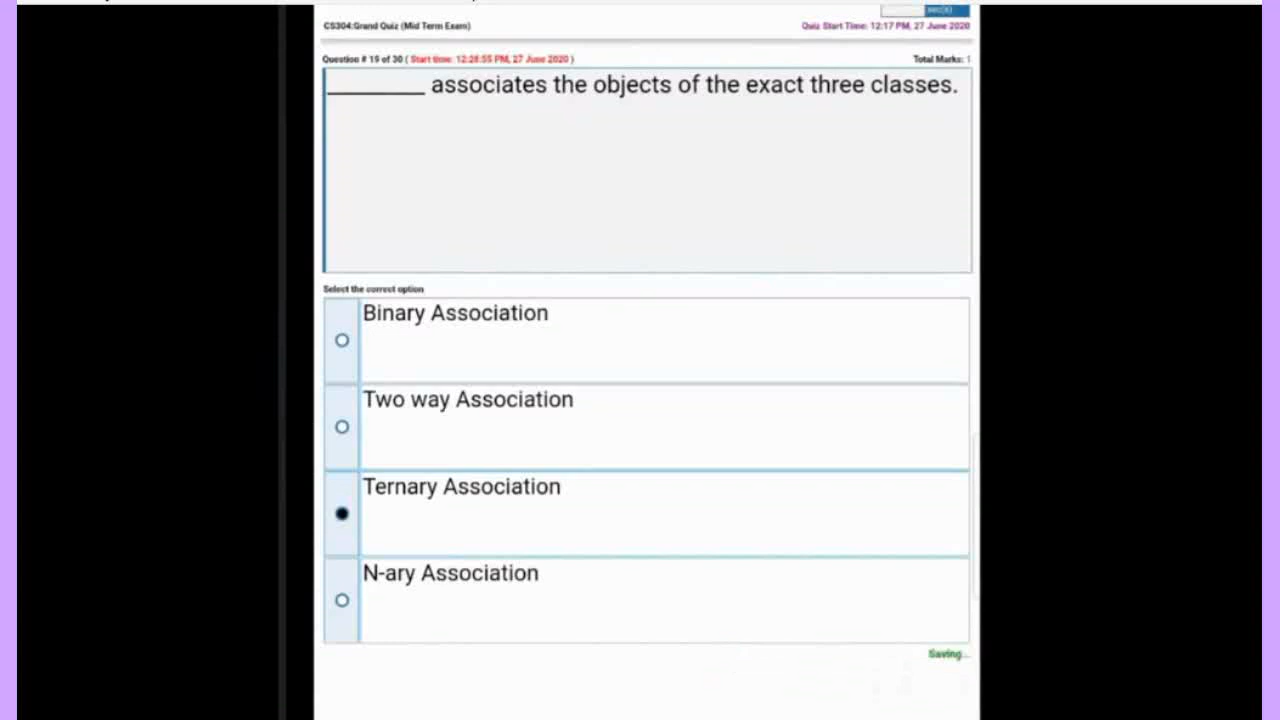 sec(s)
CS304:Grand Quiz (Mid Term Exam)
Quiz Start Time: 12:17 PM, 27 June 2020
Question # 19 of 30 ( Start time: 12:28:55 PM, 27 June 2020 )
Total Marks: 1
_________ associates the objects of the exact three classes.
Select the correct option
Binary Association
Two way Association
Ternary Association
N-ary Association
Saving...